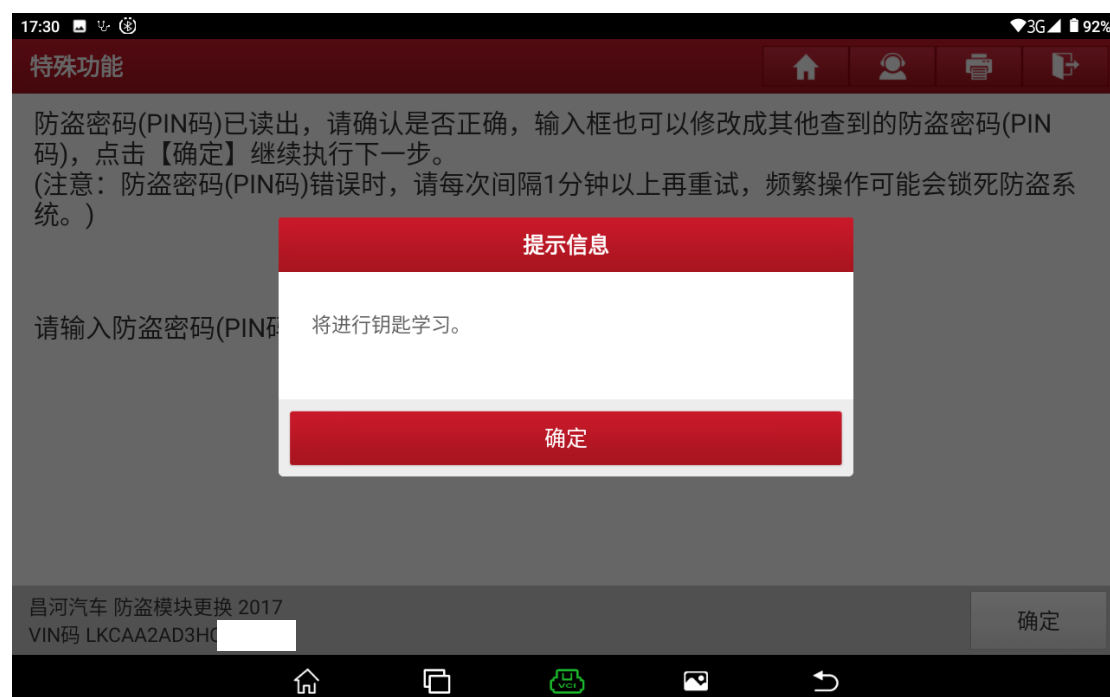 17:30
3G 92%
特殊功能
防盗密码(PIN码)已读出，请确认是否正确，输入框也可以修改成其他查到的防盗密码(PIN
码)，点击【确定】继续执行下一步。
(注意：防盗密码(PIN码)错误时，请每次间隔1分钟以上再重试，频繁操作可能会锁死防盗系
统。)
提示信息
请输入防盗密码(PIN码
将进行钥匙学习。
确定
昌河汽车 防盗模块更换 2017
VIN码 LKCAA2AD3H
确定
VCI